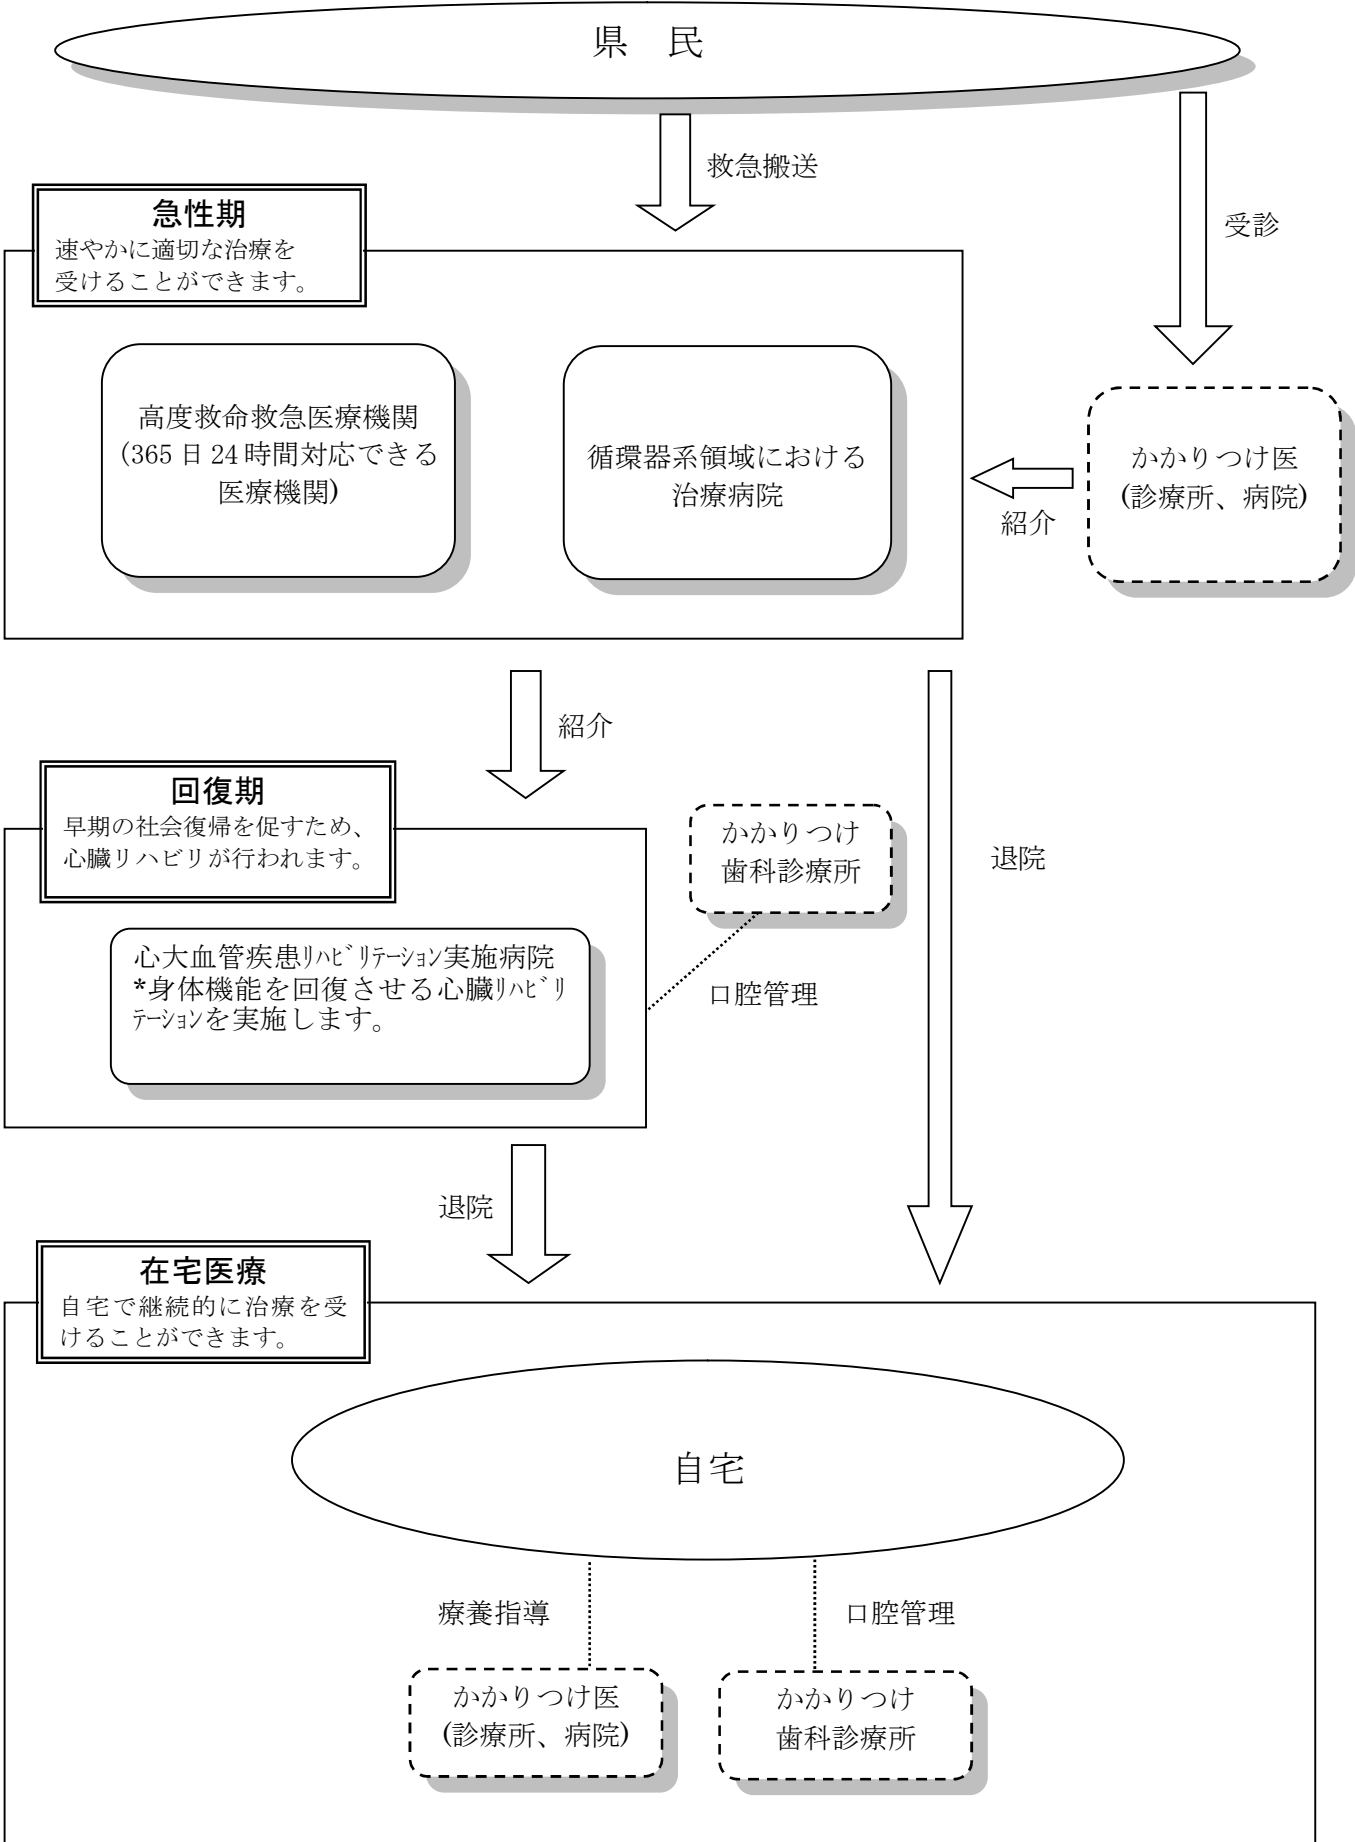 県　民
救急搬送
受診
急性期
速やかに適切な治療を
受けることができます。
高度救命救急医療機関
(365日24時間対応できる
医療機関)
循環器系領域における
治療病院
かかりつけ医
(診療所、病院)
紹介
紹介
回復期
早期の社会復帰を促すため、
心臓リハビリが行われます。
かかりつけ
歯科診療所
退院
心大血管疾患ﾘﾊﾋﾞﾘﾃｰｼｮﾝ実施病院
*身体機能を回復させる心臓ﾘﾊﾋﾞﾘ
ﾃｰｼｮﾝを実施します。
口腔管理
退院
在宅医療
自宅で継続的に治療を受
けることができます。
自宅
療養指導
口腔管理
かかりつけ医
(診療所、病院)
かかりつけ
歯科診療所